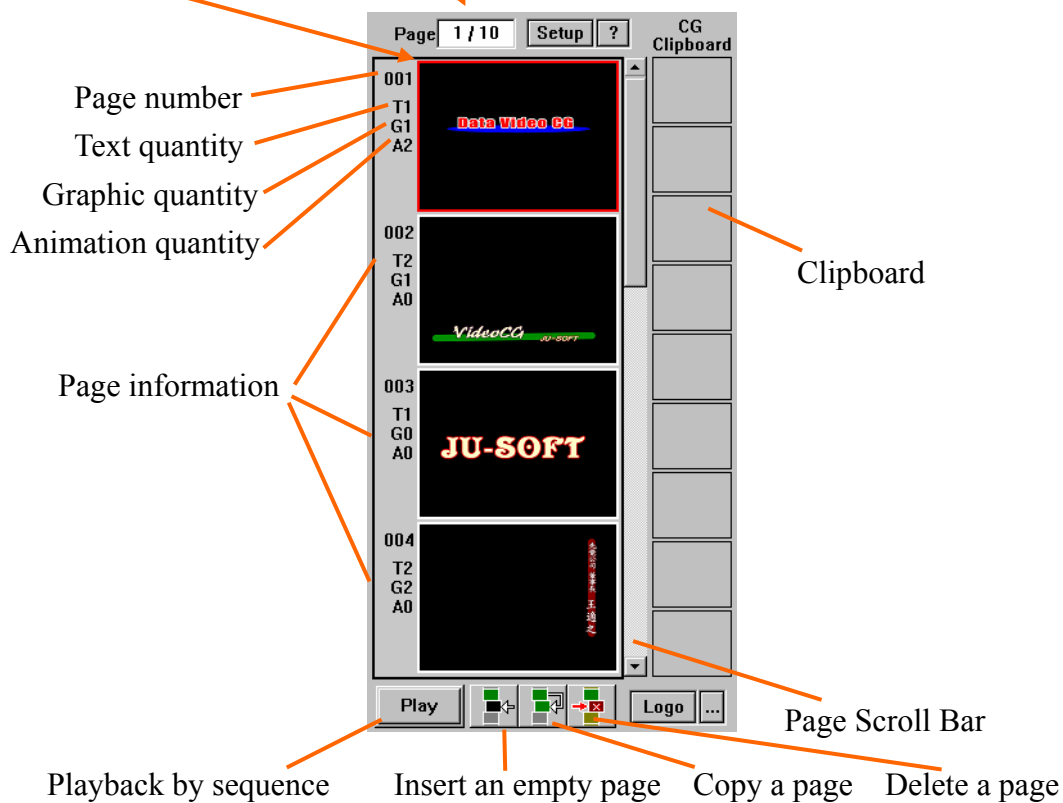 Page 1 / 10 Setup ? CG Clipboard
001
T1
G1
A2
Data Video CG
Page number
Text quantity
Graphic quantity
Animation quantity
002
T2
G1
A0
VideoCG JU-SOFT
Clipboard
Page information
003
T1
G0
A0
JU-SOFT
004
T2
G2
A0
Play
Logo ...
Page Scroll Bar
Playback by sequence
Insert an empty page
Copy a page
Delete a page